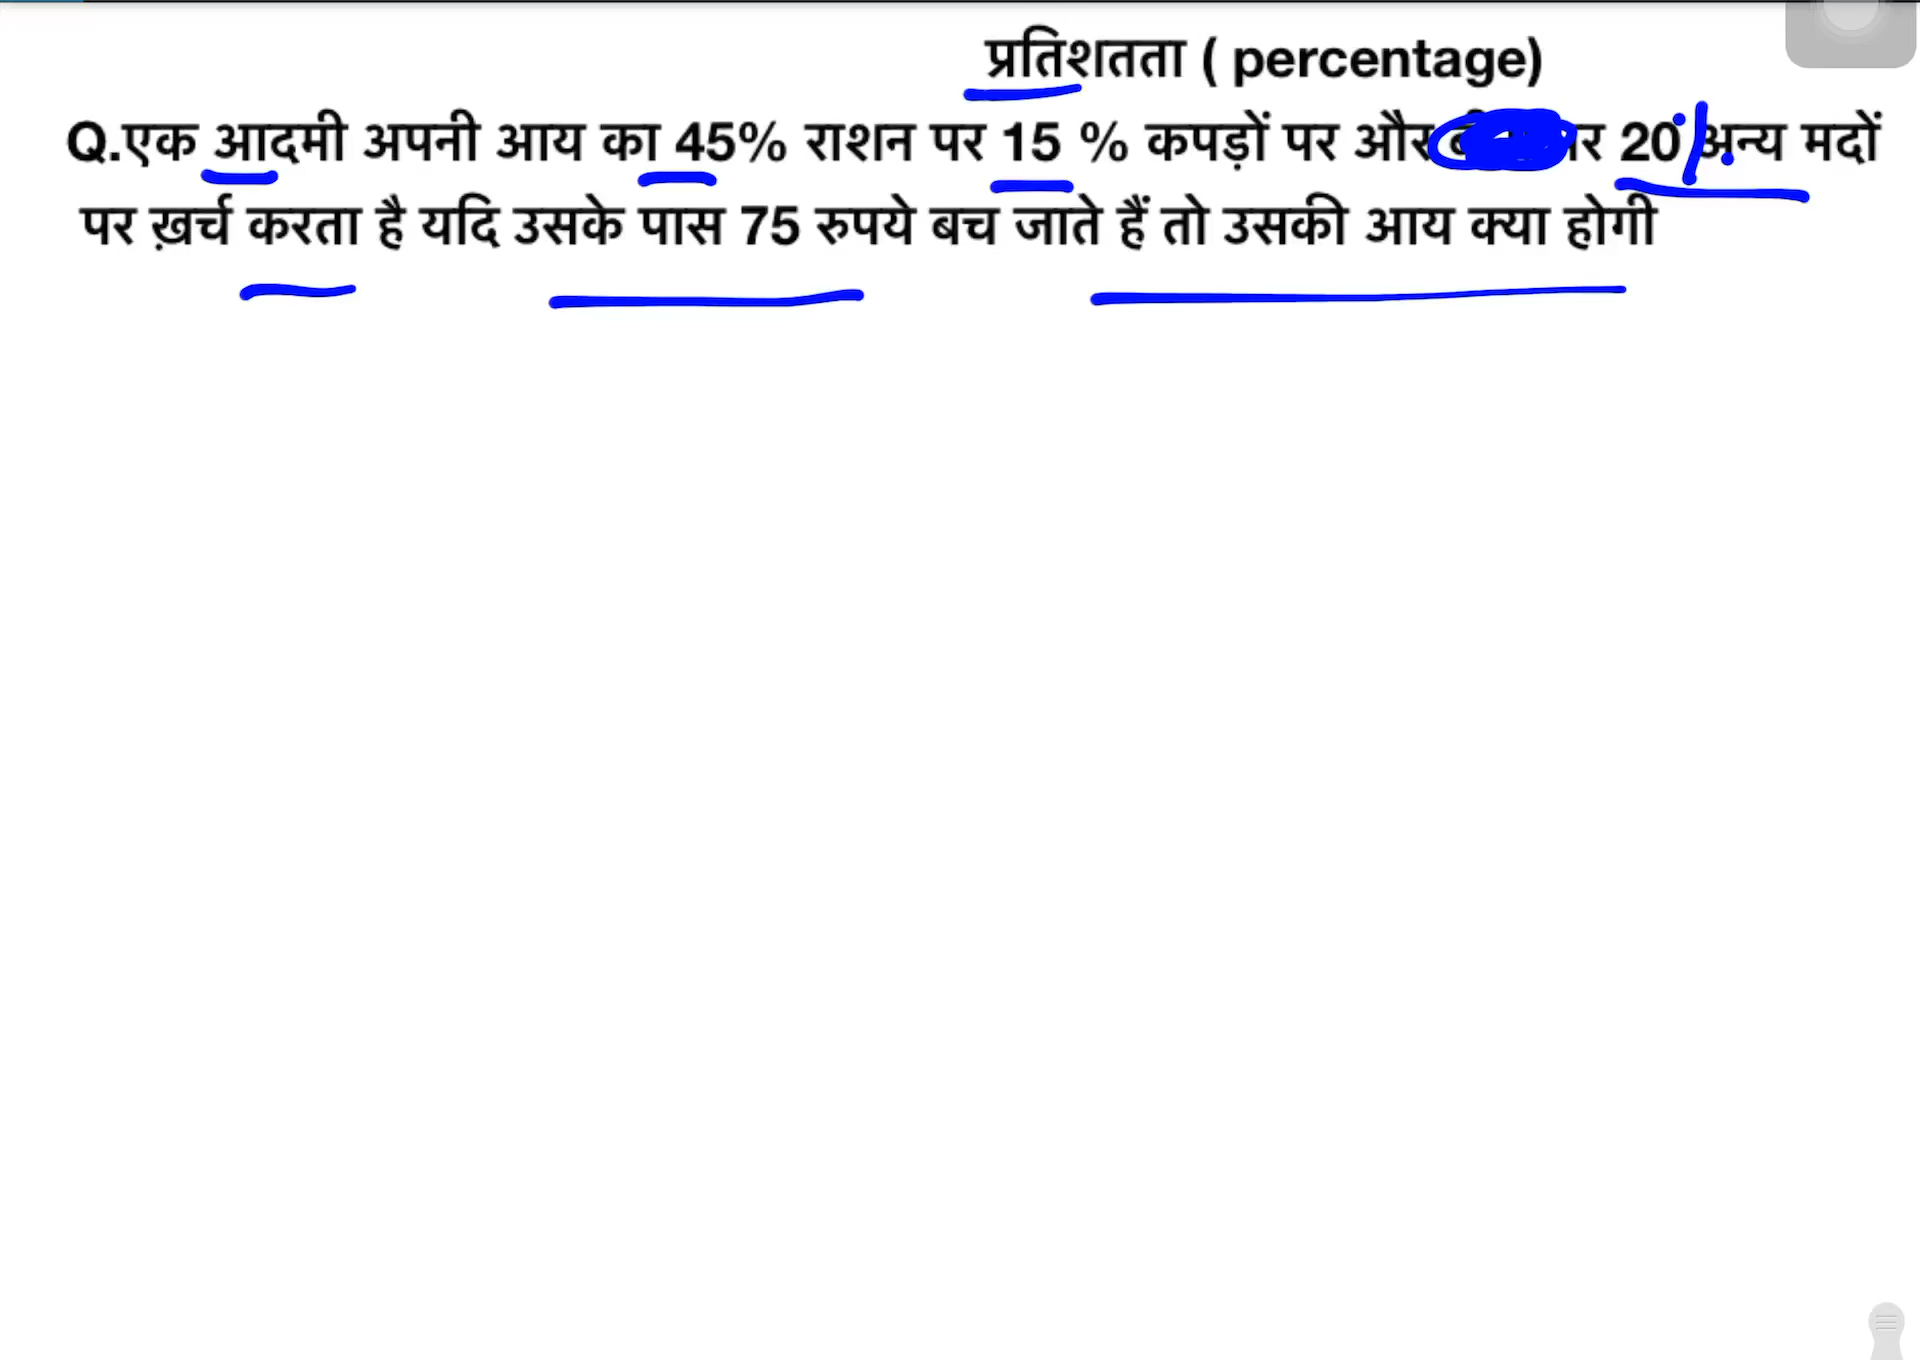 प्रतिशतता ( percentage)
Q.एक आदमी अपनी आय का 45% राशन पर 15 % कपड़ों पर और 20% अन्य मदों
पर ख़र्च करता है यदि उसके पास 75 रुपये बच जाते हैं तो उसकी आय क्या होगी